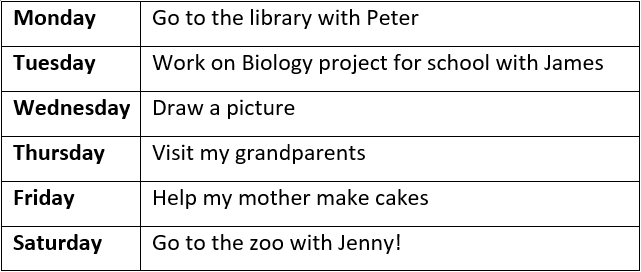 Monday Go to the library with Peter
Tuesday Work on Biology project for school with James
Wednesday Draw a picture
Thursday Visit my grandparents
Friday Help my mother make cakes
Saturday Go to the zoo with Jenny!